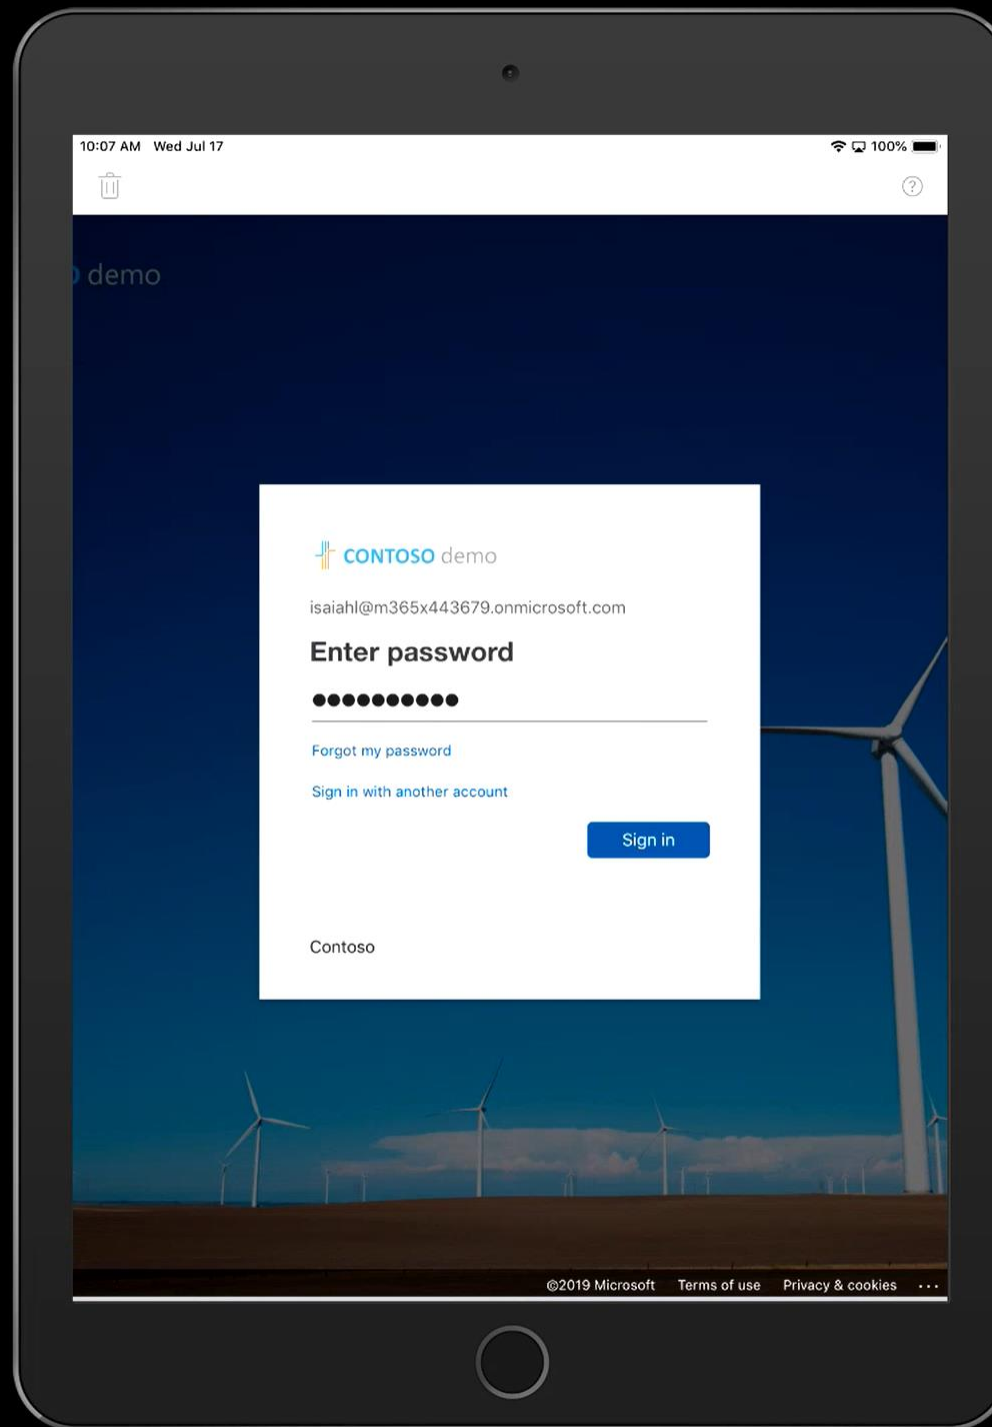 10:07 AM Wed Jul 17 100%
demo
CONTOSO demo
isaiahl@m365x443679.onmicrosoft.com
Enter password
Forgot my password
Sign in with another account
Sign in
Contoso
©2019 Microsoft Terms of use Privacy & cookies ...